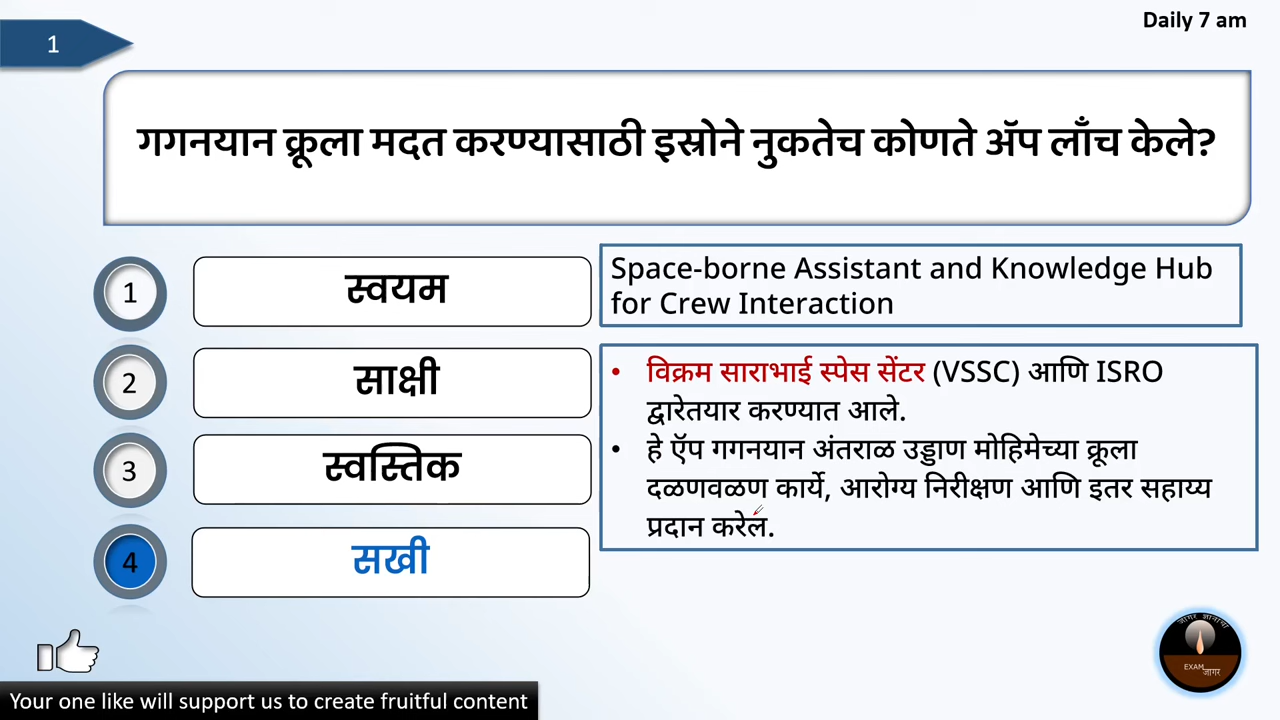 Daily 7 am
1
गगनयान क्रूला मदत करण्यासाठी इस्रोने नुकतेच कोणते ॲप लाँच केले?
1
स्वयम
Space-borne Assistant and Knowledge Hub
for Crew Interaction
2
साक्षी
3
स्वस्तिक
4
सखी
• विक्रम साराभाई स्पेस सेंटर (VSSC) आणि ISRO
द्वारेतयार करण्यात आले.
• हे ऍप गगनयान अंतराळ उड्डाण मोहिमेच्या क्रूला
दळणवळण कार्ये, आरोग्य निरीक्षण आणि इतर सहाय्य
प्रदान करेल.
जागर ज्ञानाचा
EXAM
जागर
Your one like will support us to create fruitful content